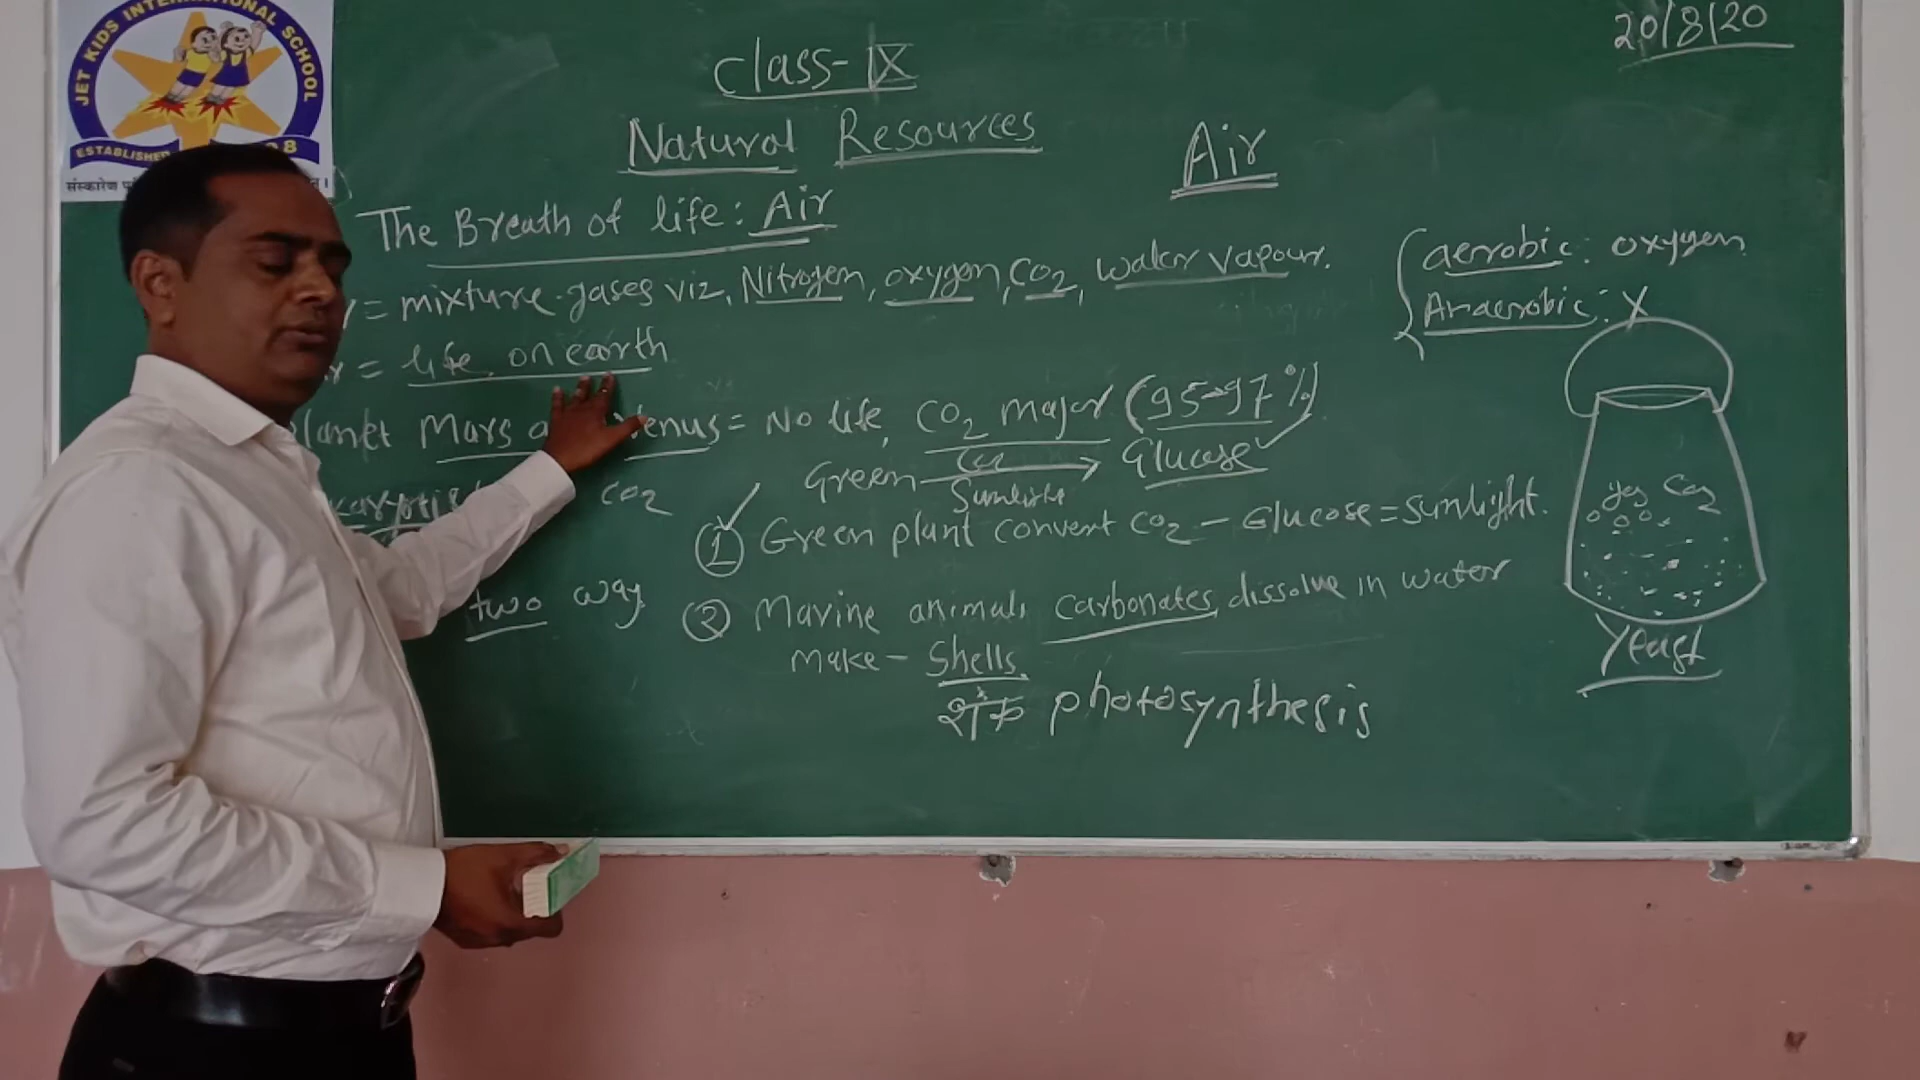 JET KIDS INTERNATIONAL SCHOOL
ESTABLISHED
संस्कारेण
20/8/20
Class-IX
Natural Resources
Air
The Breath of life: Air
= mixture gases viz, Nitrogen, oxygen, CO2, water vapour.
aerobic: oxygen
Anaerobic: X
= life on earth
Planet Mars Venus = No life, CO2 major (95-97%)
Green → Glucose
Sunlight
CO2
① Green plant convert CO2 - Glucose = sunlight.
two way
② Marine animals carbonates dissolve in water
make - Shells
photosynthesis
Yeast